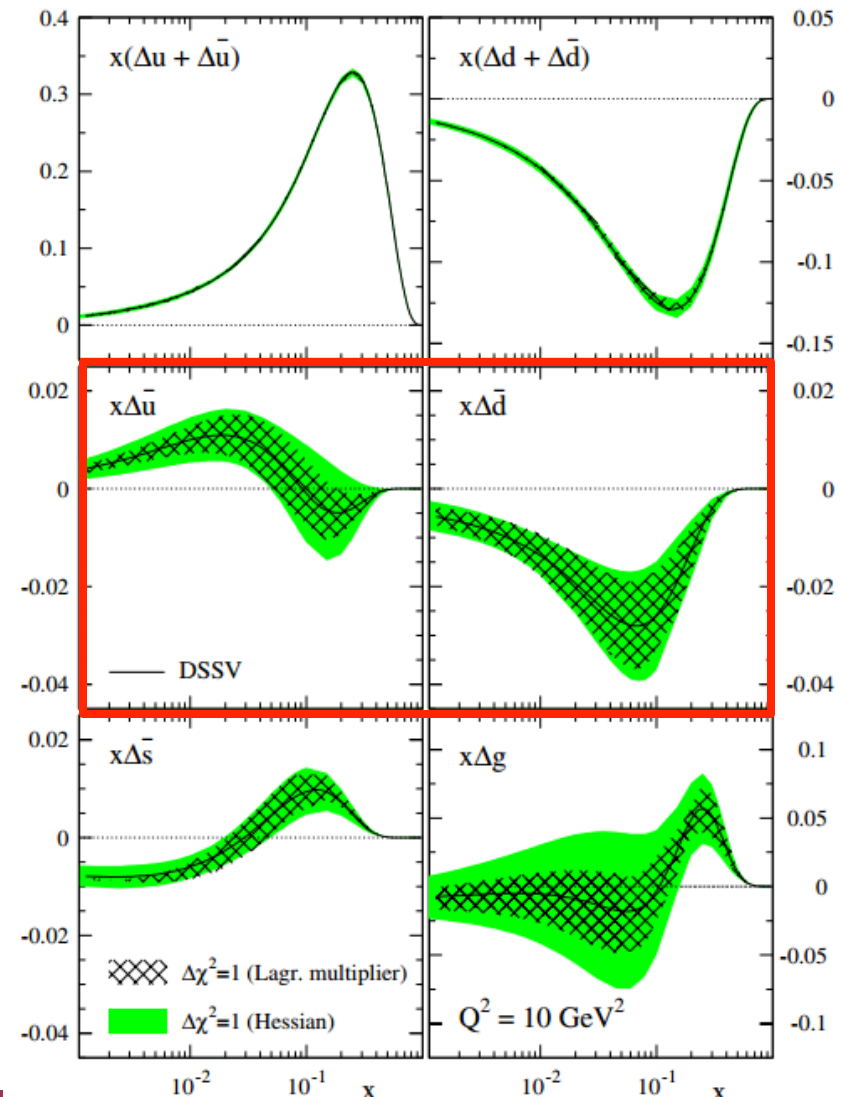 x(Δu + Δū)
x(Δd + Δd̄)
0.4
0.3
0.2
0.1
0
0.05
0
-0.05
-0.1
-0.15
xΔū
xΔd̄
0.02
0
-0.02
-0.04
DSSV
0.02
0
-0.02
-0.04
xΔs̄
xΔg
0.02
0
-0.02
-0.04
Δχ²=1 (Lagr. multiplier)
Δχ²=1 (Hessian)
Q² = 10 GeV²
0.1
0.05
0
-0.05
-0.1
10⁻² 10⁻¹ x
10⁻² 10⁻¹ x